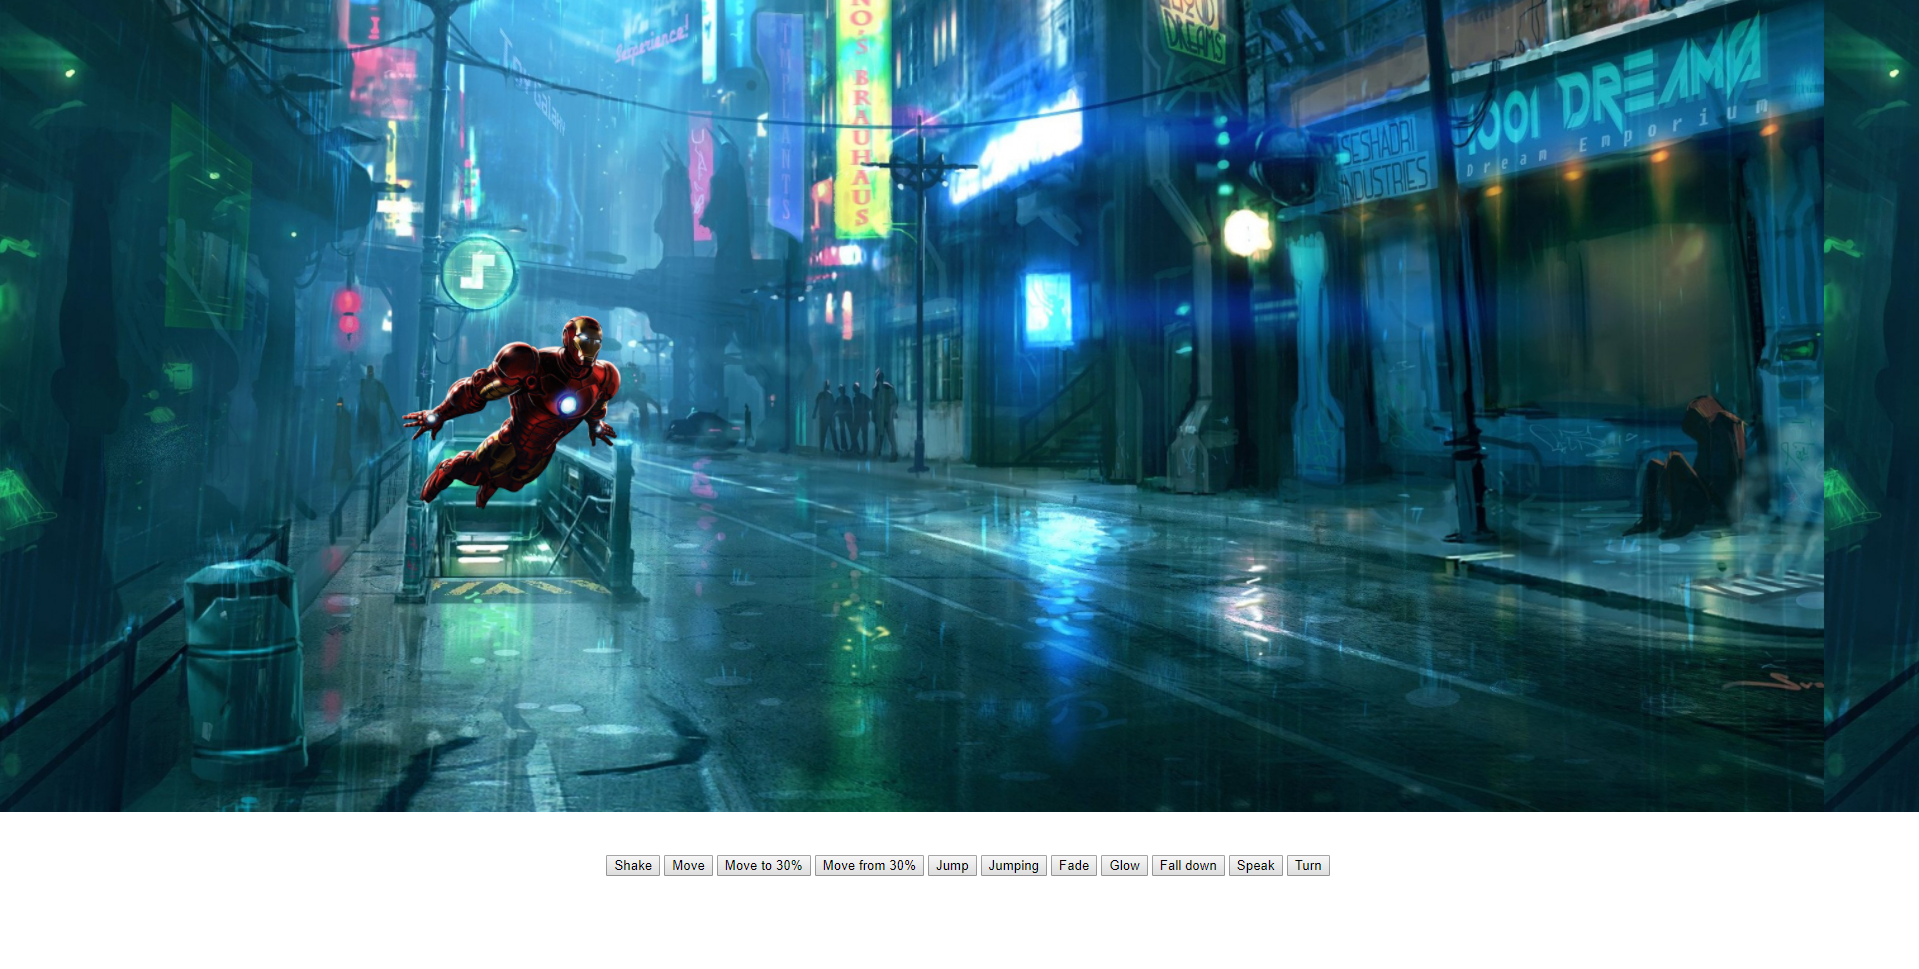 Experience!
NO'S BRAUHAUS
DREAMS
1001 DREAMS
Dream Emporium
SESHADRI
INDUSTRIES
Shake
Move
Move to 30%
Move from 30%
Jump
Jumping
Fade
Glow
Fall down
Speak
Turn